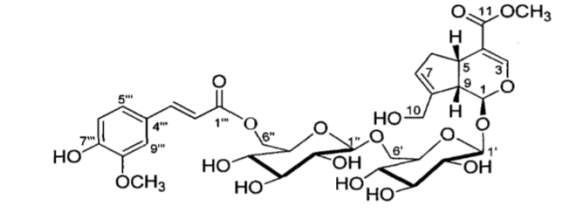 O 11 OCH₃
H
5 3
7 9
O 5''' 10 H 1 O
1''' O HO O
4''' 6'' O 1'' O O 1'
7''' 9''' 6'
HO HO OH HO OH
OCH₃ HO HO